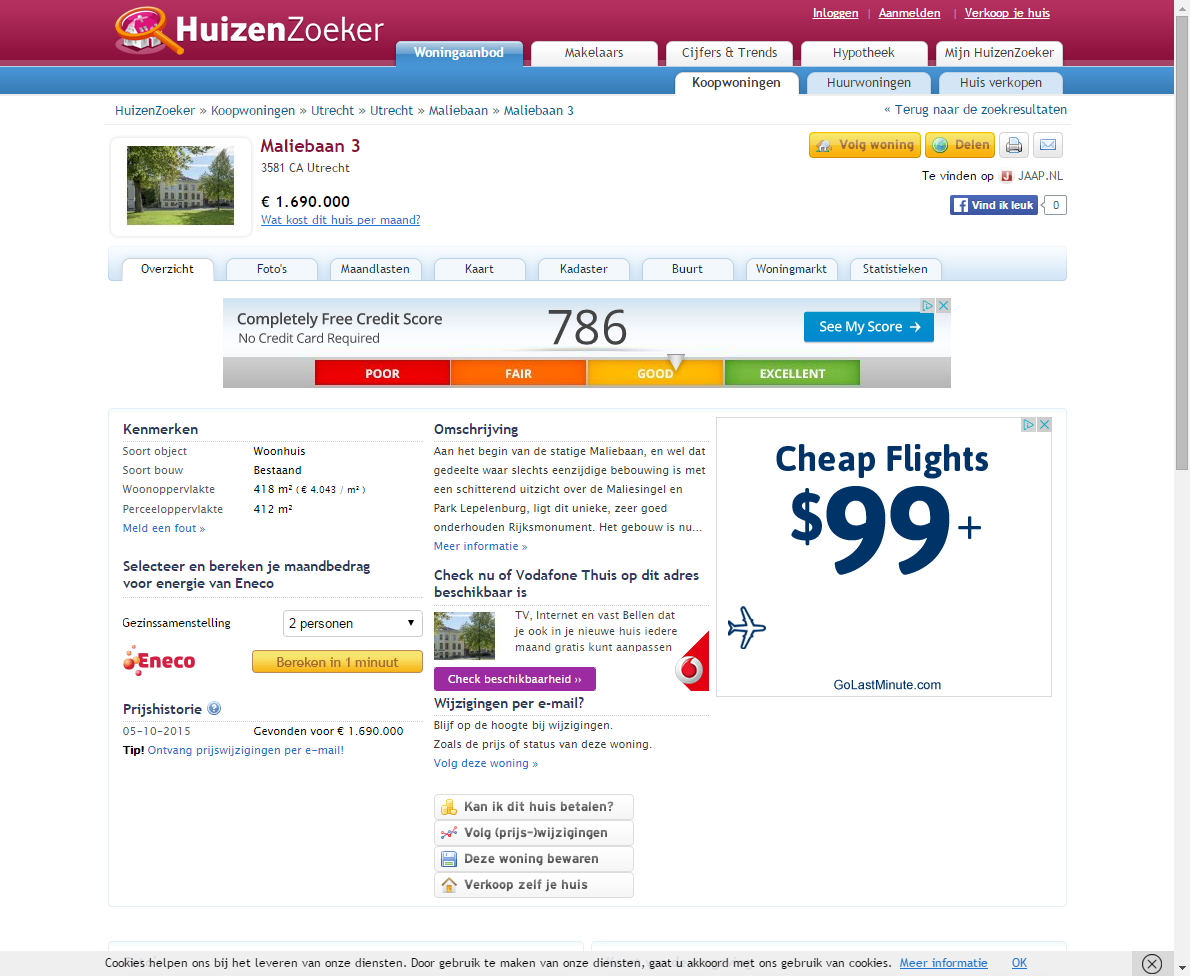 Inloggen | Aanmelden | Verkoop je huis
HuizenZoeker
Woningaanbod Makelaars Cijfers & Trends Hypotheek Mijn HuizenZoeker
Koopwoningen Huurwoningen Huis verkopen
HuizenZoeker » Koopwoningen » Utrecht » Utrecht » Maliebaan » Maliebaan 3
« Terug naar de zoekresultaten
Maliebaan 3
3581 CA Utrecht
€ 1.690.000
Wat kost dit huis per maand?
Volg woning Delen
Te vinden op JAAP.NL
Vind ik leuk 0
Overzicht Foto's Maandlasten Kaart Kadaster Buurt Woningmarkt Statistieken
Completely Free Credit Score
No Credit Card Required
786
See My Score →
POOR FAIR GOOD EXCELLENT
Kenmerken
Soort object Woonhuis
Soort bouw Bestaand
Woonoppervlakte 418 m² ( € 4.043 / m² )
Perceeloppervlakte 412 m²
Meld een fout »
Selecteer en bereken je maandbedrag
voor energie van Eneco
Gezinssamenstelling 2 personen
Eneco Bereken in 1 minuut
Prijshistorie ?
05-10-2015 Gevonden voor € 1.690.000
Tip! Ontvang prijswijzigingen per e-mail!
Omschrijving
Aan het begin van de statige Maliebaan, en wel dat
gedeelte waar slechts eenzijdige bebouwing is met
een schitterend uitzicht over de Maliesingel en
Park Lepelenburg, ligt dit unieke, zeer goed
onderhouden Rijksmonument. Het gebouw is nu...
Meer informatie »
Check nu of Vodafone Thuis op dit adres
beschikbaar is
TV, Internet en vast Bellen dat
je ook in je nieuwe huis iedere
maand gratis kunt aanpassen
Check beschikbaarheid ››
Wijzigingen per e-mail?
Blijf op de hoogte bij wijzigingen.
Zoals de prijs of status van deze woning.
Volg deze woning »
Kan ik dit huis betalen?
Volg (prijs-)wijzigingen
Deze woning bewaren
Verkoop zelf je huis
Cheap Flights
$99+
GoLastMinute.com
Cookies helpen ons bij het leveren van onze diensten. Door gebruik te maken van onze diensten, gaat u akkoord met ons gebruik van cookies. Meer informatie OK